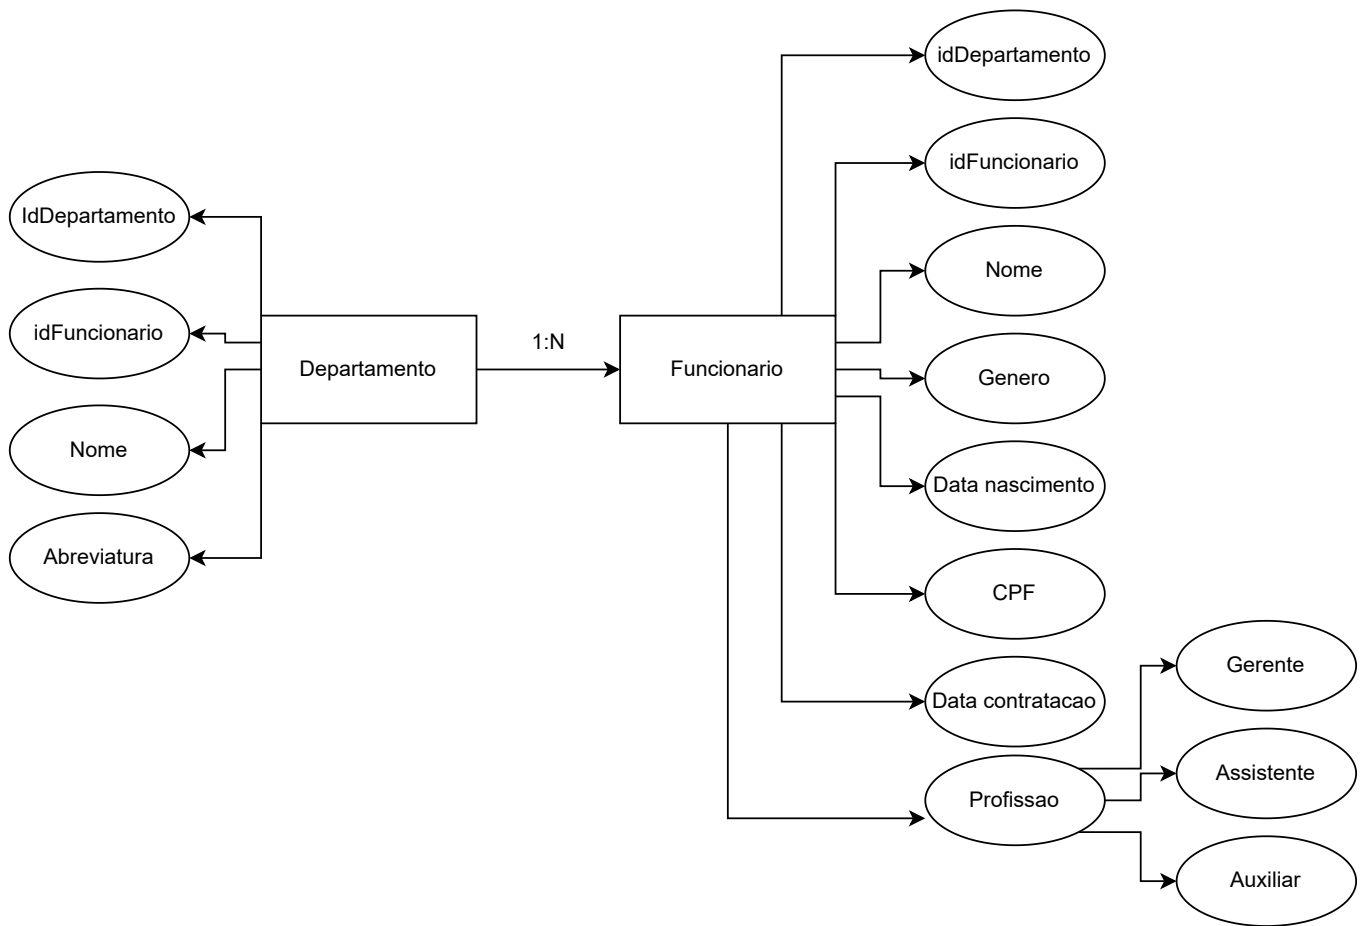 IdDepartamento
idFuncionario
Nome
Abreviatura
Departamento
1:N
Funcionario
idDepartamento
idFuncionario
Nome
Genero
Data nascimento
CPF
Data contratacao
Profissao
Gerente
Assistente
Auxiliar